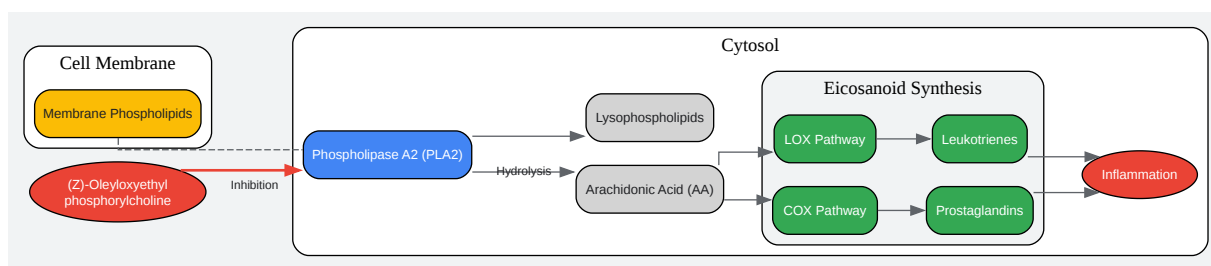 Cell Membrane
Membrane Phospholipids
(Z)-Oleyloxyethyl
phosphorylcholine
Inhibition
Cytosol
Phospholipase A2 (PLA2)
Hydrolysis
Lysophospholipids
Arachidonic Acid (AA)
Eicosanoid Synthesis
LOX Pathway
Leukotrienes
COX Pathway
Prostaglandins
Inflammation